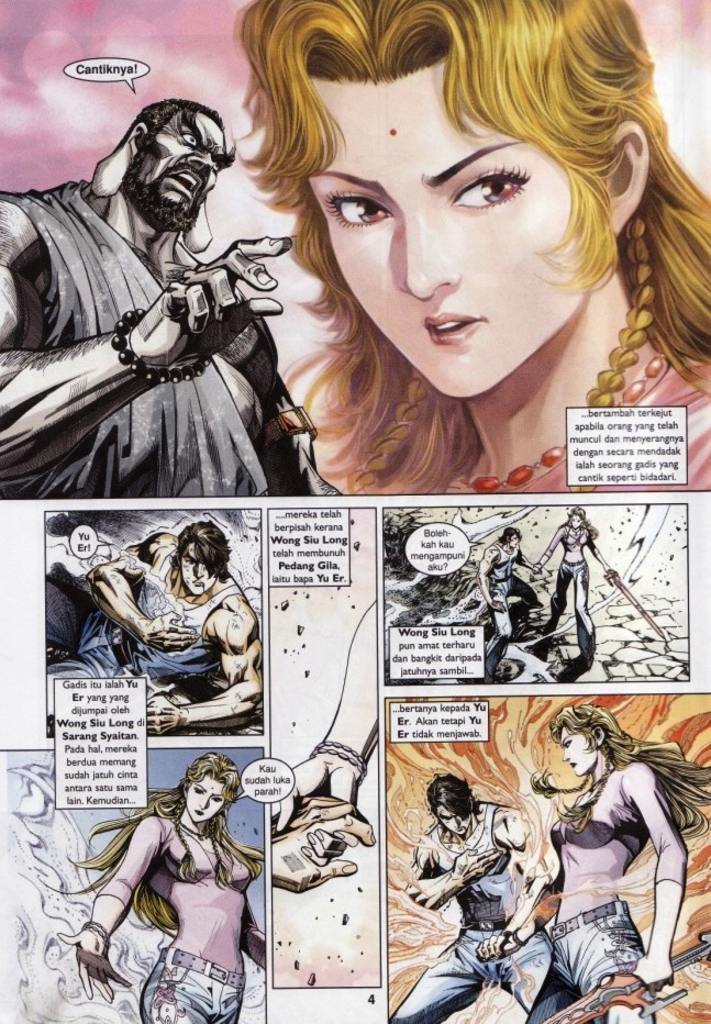 Cantiknya!
...bertambah terkejut
apabila orang yang telah
muncul dan menyerangnya
dengan secara mendadak
ialah seorang gadis yang
cantik seperti bidadari.
Yu
Er!
Gadis itu ialah Yu
Er yang yang
dijumpai oleh
Wong Siu Long di
Sarang Syaitan.
Pada hal, mereka
berdua memang
sudah jatuh cinta
antara satu sama
lain. Kemudian...
....mereka telah
berpisah kerana
Wong Siu Long
telah membunuh
Pedang Gila,
iaitu bapa Yu Er.
Kau
sudah luka
parah!
Boleh-
kah kau
mengampuni
aku?
Wong Siu Long
pun amat terharu
dan bangkit daripada
jatuhnya sambil...
...bertanya kepada Yu
Er. Akan tetapi Yu
Er tidak menjawab.
4